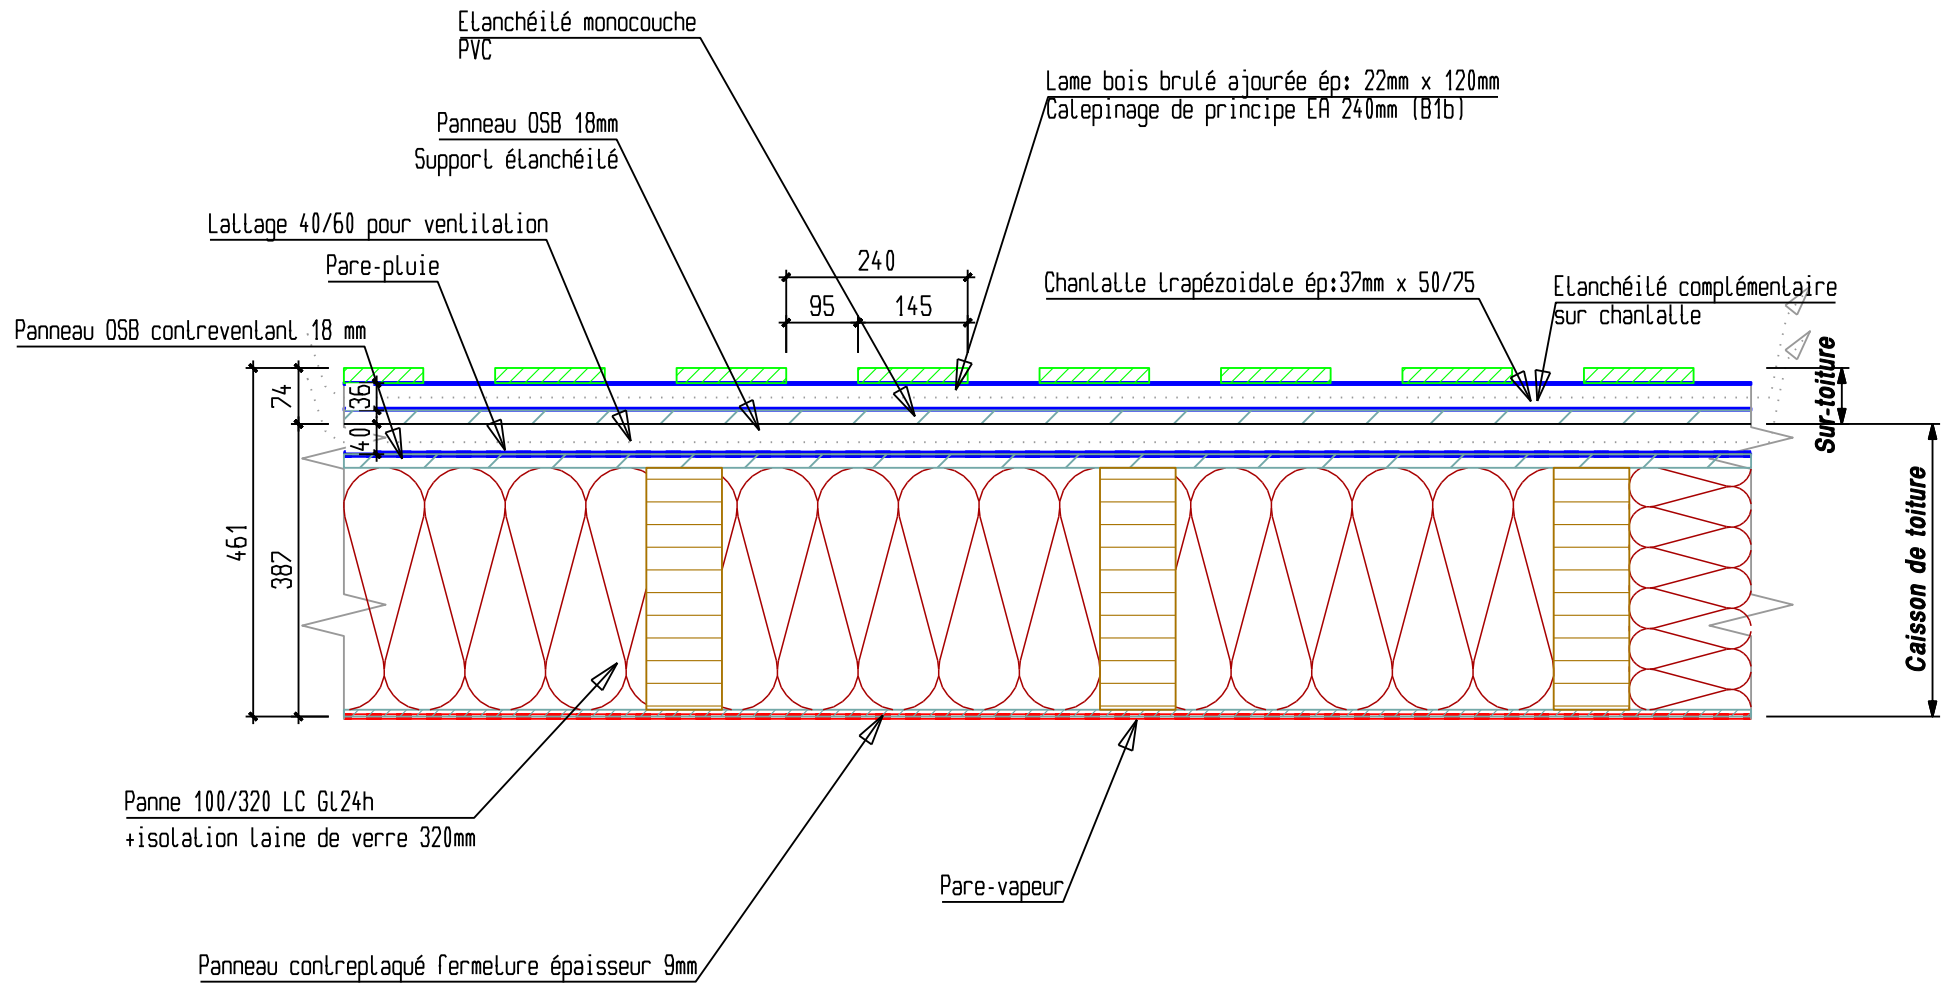 Etanchéité monocouche
PVC
Lame bois brulé ajourée ép: 22mm x 120mm
Calepinage de principe EA 240mm (B1b)
Panneau OSB 18mm
Support étanchéité
Lattage 40/60 pour ventilation
Pare-pluie
Panneau OSB contreventant 18 mm
240
95
145
Chantatte trapézoidale ép:37mm x 50/75
Etanchéité complémentaire
sur chantatte
74
36
40
461
387
Sur-toiture
Caisson de toiture
Panne 100/320 LC Gl24h
+isolation laine de verre 320mm
Pare-vapeur
Panneau contreplaqué fermeture épaisseur 9mm